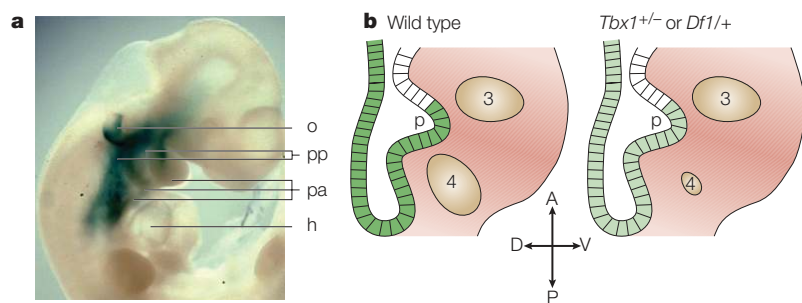 a
o
pp
pa
h
b Wild type
Tbx1+/– or Df1/+
3
p
4
3
p
4
A
D V
P